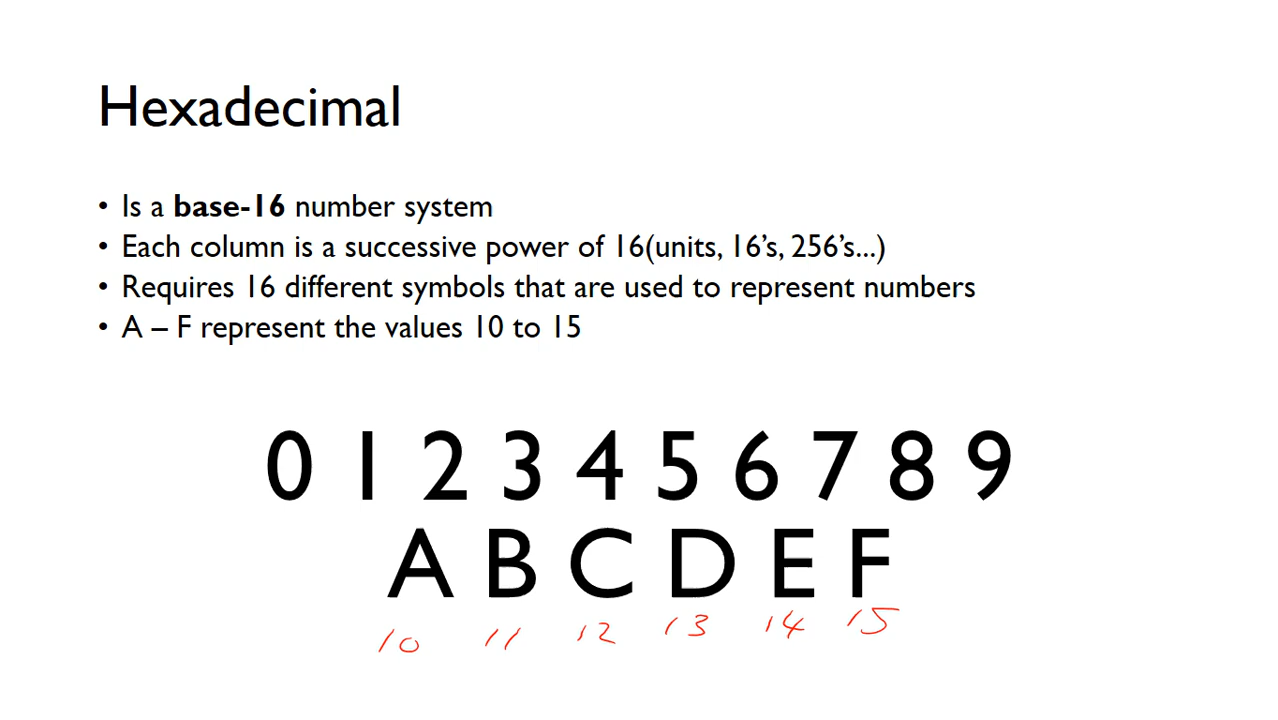 Hexadecimal
• Is a base-16 number system
• Each column is a successive power of 16(units, 16’s, 256’s...)
• Requires 16 different symbols that are used to represent numbers
• A – F represent the values 10 to 15
0 1 2 3 4 5 6 7 8 9
A B C D E F
10 11 12 13 14 15